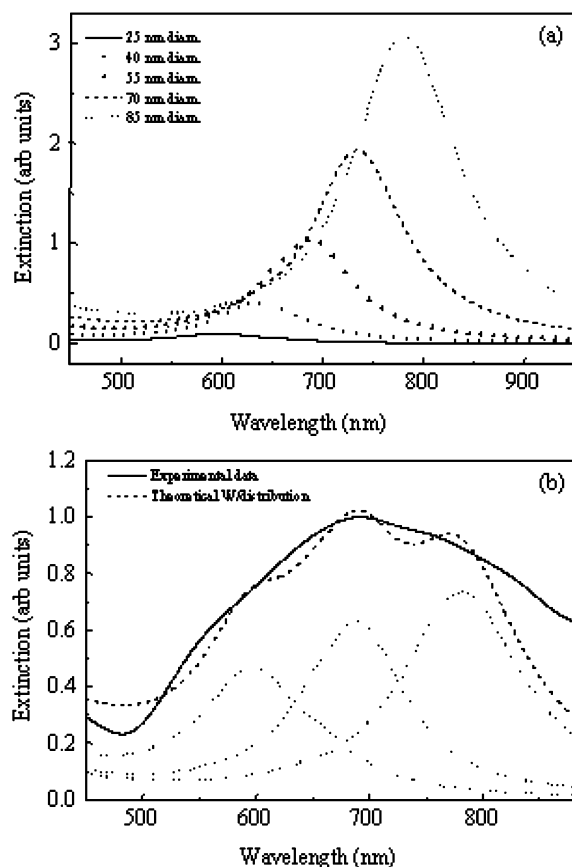 (a)
25 nm diam.
40 nm diam.
55 nm diam.
70 nm diam.
85 nm diam.
3
2
1
0
Extinction (arb units)
500 600 700 800 900
Wavelength (nm)
(b)
Experimental data
Theoretical W/distribution
1.2
1.0
0.8
0.6
0.4
0.2
0.0
Extinction (arb units)
500 600 700 800
Wavelength (nm)